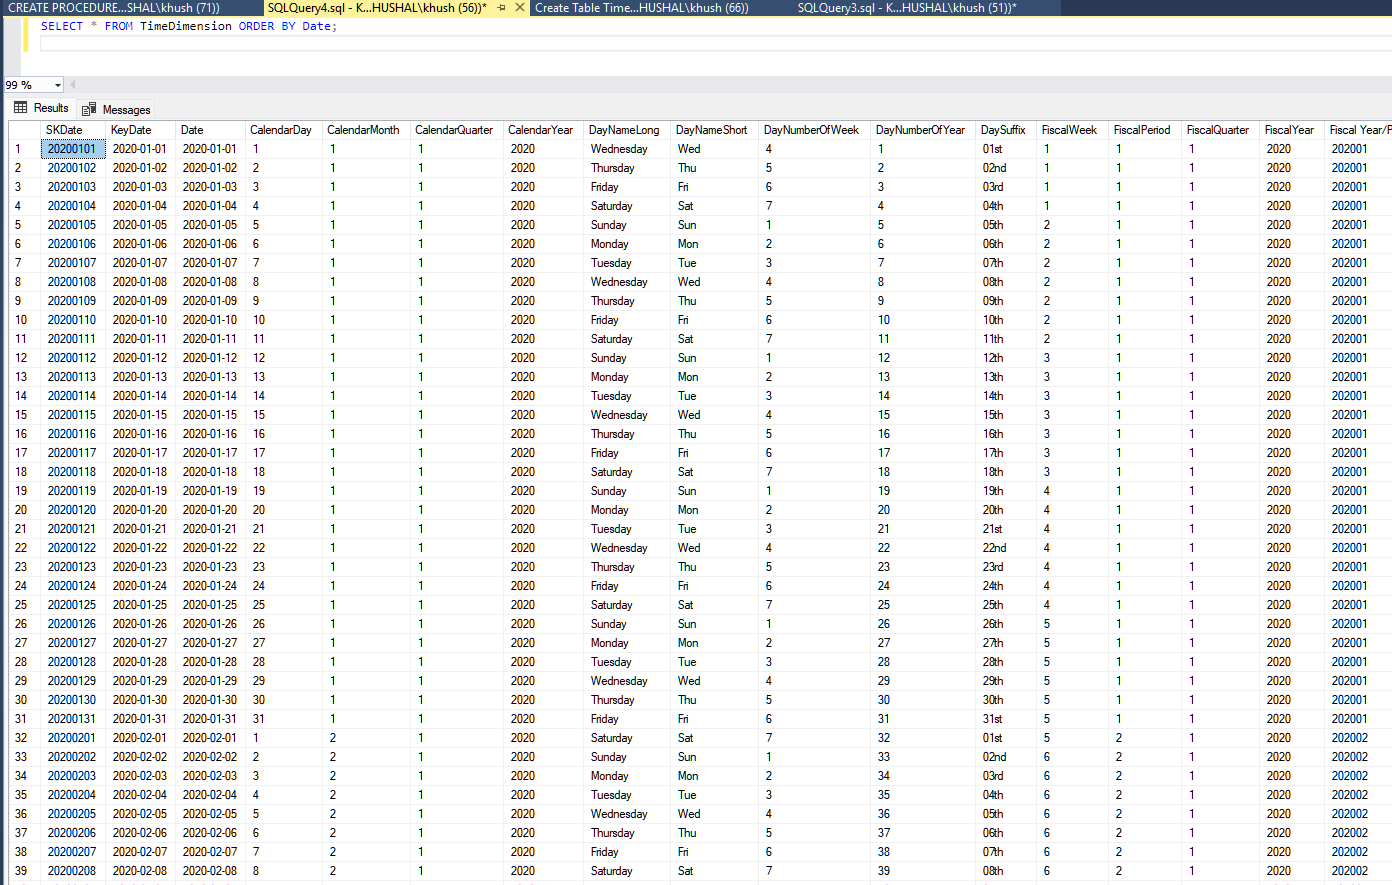 CREATE PROCEDURE...SHAL\khush (71)) SQLQuery4.sql - K...HUSHAL\khush (56))* Create Table Time...HUSHAL\khush (66)) SQLQuery3.sql - K...HUSHAL\khush (51))*
SELECT * FROM TimeDimension ORDER BY Date;
99 %
Results Messages
SKDate KeyDate Date CalendarDay CalendarMonth CalendarQuarter CalendarYear DayNameLong DayNameShort DayNumberOfWeek DayNumberOfYear DaySuffix FiscalWeek FiscalPeriod FiscalQuarter FiscalYear Fiscal Year/P
1 20200101 2020-01-01 2020-01-01 1 1 1 2020 Wednesday Wed 4 1 01st 1 1 1 2020 202001
2 20200102 2020-01-02 2020-01-02 2 1 1 2020 Thursday Thu 5 2 02nd 1 1 1 2020 202001
3 20200103 2020-01-03 2020-01-03 3 1 1 2020 Friday Fri 6 3 03rd 1 1 1 2020 202001
4 20200104 2020-01-04 2020-01-04 4 1 1 2020 Saturday Sat 7 4 04th 1 1 1 2020 202001
5 20200105 2020-01-05 2020-01-05 5 1 1 2020 Sunday Sun 1 5 05th 2 1 1 2020 202001
6 20200106 2020-01-06 2020-01-06 6 1 1 2020 Monday Mon 2 6 06th 2 1 1 2020 202001
7 20200107 2020-01-07 2020-01-07 7 1 1 2020 Tuesday Tue 3 7 07th 2 1 1 2020 202001
8 20200108 2020-01-08 2020-01-08 8 1 1 2020 Wednesday Wed 4 8 08th 2 1 1 2020 202001
9 20200109 2020-01-09 2020-01-09 9 1 1 2020 Thursday Thu 5 9 09th 2 1 1 2020 202001
10 20200110 2020-01-10 2020-01-10 10 1 1 2020 Friday Fri 6 10 10th 2 1 1 2020 202001
11 20200111 2020-01-11 2020-01-11 11 1 1 2020 Saturday Sat 7 11 11th 2 1 1 2020 202001
12 20200112 2020-01-12 2020-01-12 12 1 1 2020 Sunday Sun 1 12 12th 3 1 1 2020 202001
13 20200113 2020-01-13 2020-01-13 13 1 1 2020 Monday Mon 2 13 13th 3 1 1 2020 202001
14 20200114 2020-01-14 2020-01-14 14 1 1 2020 Tuesday Tue 3 14 14th 3 1 1 2020 202001
15 20200115 2020-01-15 2020-01-15 15 1 1 2020 Wednesday Wed 4 15 15th 3 1 1 2020 202001
16 20200116 2020-01-16 2020-01-16 16 1 1 2020 Thursday Thu 5 16 16th 3 1 1 2020 202001
17 20200117 2020-01-17 2020-01-17 17 1 1 2020 Friday Fri 6 17 17th 3 1 1 2020 202001
18 20200118 2020-01-18 2020-01-18 18 1 1 2020 Saturday Sat 7 18 18th 3 1 1 2020 202001
19 20200119 2020-01-19 2020-01-19 19 1 1 2020 Sunday Sun 1 19 19th 4 1 1 2020 202001
20 20200120 2020-01-20 2020-01-20 20 1 1 2020 Monday Mon 2 20 20th 4 1 1 2020 202001
21 20200121 2020-01-21 2020-01-21 21 1 1 2020 Tuesday Tue 3 21 21st 4 1 1 2020 202001
22 20200122 2020-01-22 2020-01-22 22 1 1 2020 Wednesday Wed 4 22 22nd 4 1 1 2020 202001
23 20200123 2020-01-23 2020-01-23 23 1 1 2020 Thursday Thu 5 23 23rd 4 1 1 2020 202001
24 20200124 2020-01-24 2020-01-24 24 1 1 2020 Friday Fri 6 24 24th 4 1 1 2020 202001
25 20200125 2020-01-25 2020-01-25 25 1 1 2020 Saturday Sat 7 25 25th 4 1 1 2020 202001
26 20200126 2020-01-26 2020-01-26 26 1 1 2020 Sunday Sun 1 26 26th 5 1 1 2020 202001
27 20200127 2020-01-27 2020-01-27 27 1 1 2020 Monday Mon 2 27 27th 5 1 1 2020 202001
28 20200128 2020-01-28 2020-01-28 28 1 1 2020 Tuesday Tue 3 28 28th 5 1 1 2020 202001
29 20200129 2020-01-29 2020-01-29 29 1 1 2020 Wednesday Wed 4 29 29th 5 1 1 2020 202001
30 20200130 2020-01-30 2020-01-30 30 1 1 2020 Thursday Thu 5 30 30th 5 1 1 2020 202001
31 20200131 2020-01-31 2020-01-31 31 1 1 2020 Friday Fri 6 31 31st 5 1 1 2020 202001
32 20200201 2020-02-01 2020-02-01 1 2 1 2020 Saturday Sat 7 32 01st 5 2 1 2020 202002
33 20200202 2020-02-02 2020-02-02 2 2 1 2020 Sunday Sun 1 33 02nd 6 2 1 2020 202002
34 20200203 2020-02-03 2020-02-03 3 2 1 2020 Monday Mon 2 34 03rd 6 2 1 2020 202002
35 20200204 2020-02-04 2020-02-04 4 2 1 2020 Tuesday Tue 3 35 04th 6 2 1 2020 202002
36 20200205 2020-02-05 2020-02-05 5 2 1 2020 Wednesday Wed 4 36 05th 6 2 1 2020 202002
37 20200206 2020-02-06 2020-02-06 6 2 1 2020 Thursday Thu 5 37 06th 6 2 1 2020 202002
38 20200207 2020-02-07 2020-02-07 7 2 1 2020 Friday Fri 6 38 07th 6 2 1 2020 202002
39 20200208 2020-02-08 2020-02-08 8 2 1 2020 Saturday Sat 7 39 08th 6 2 1 2020 202002